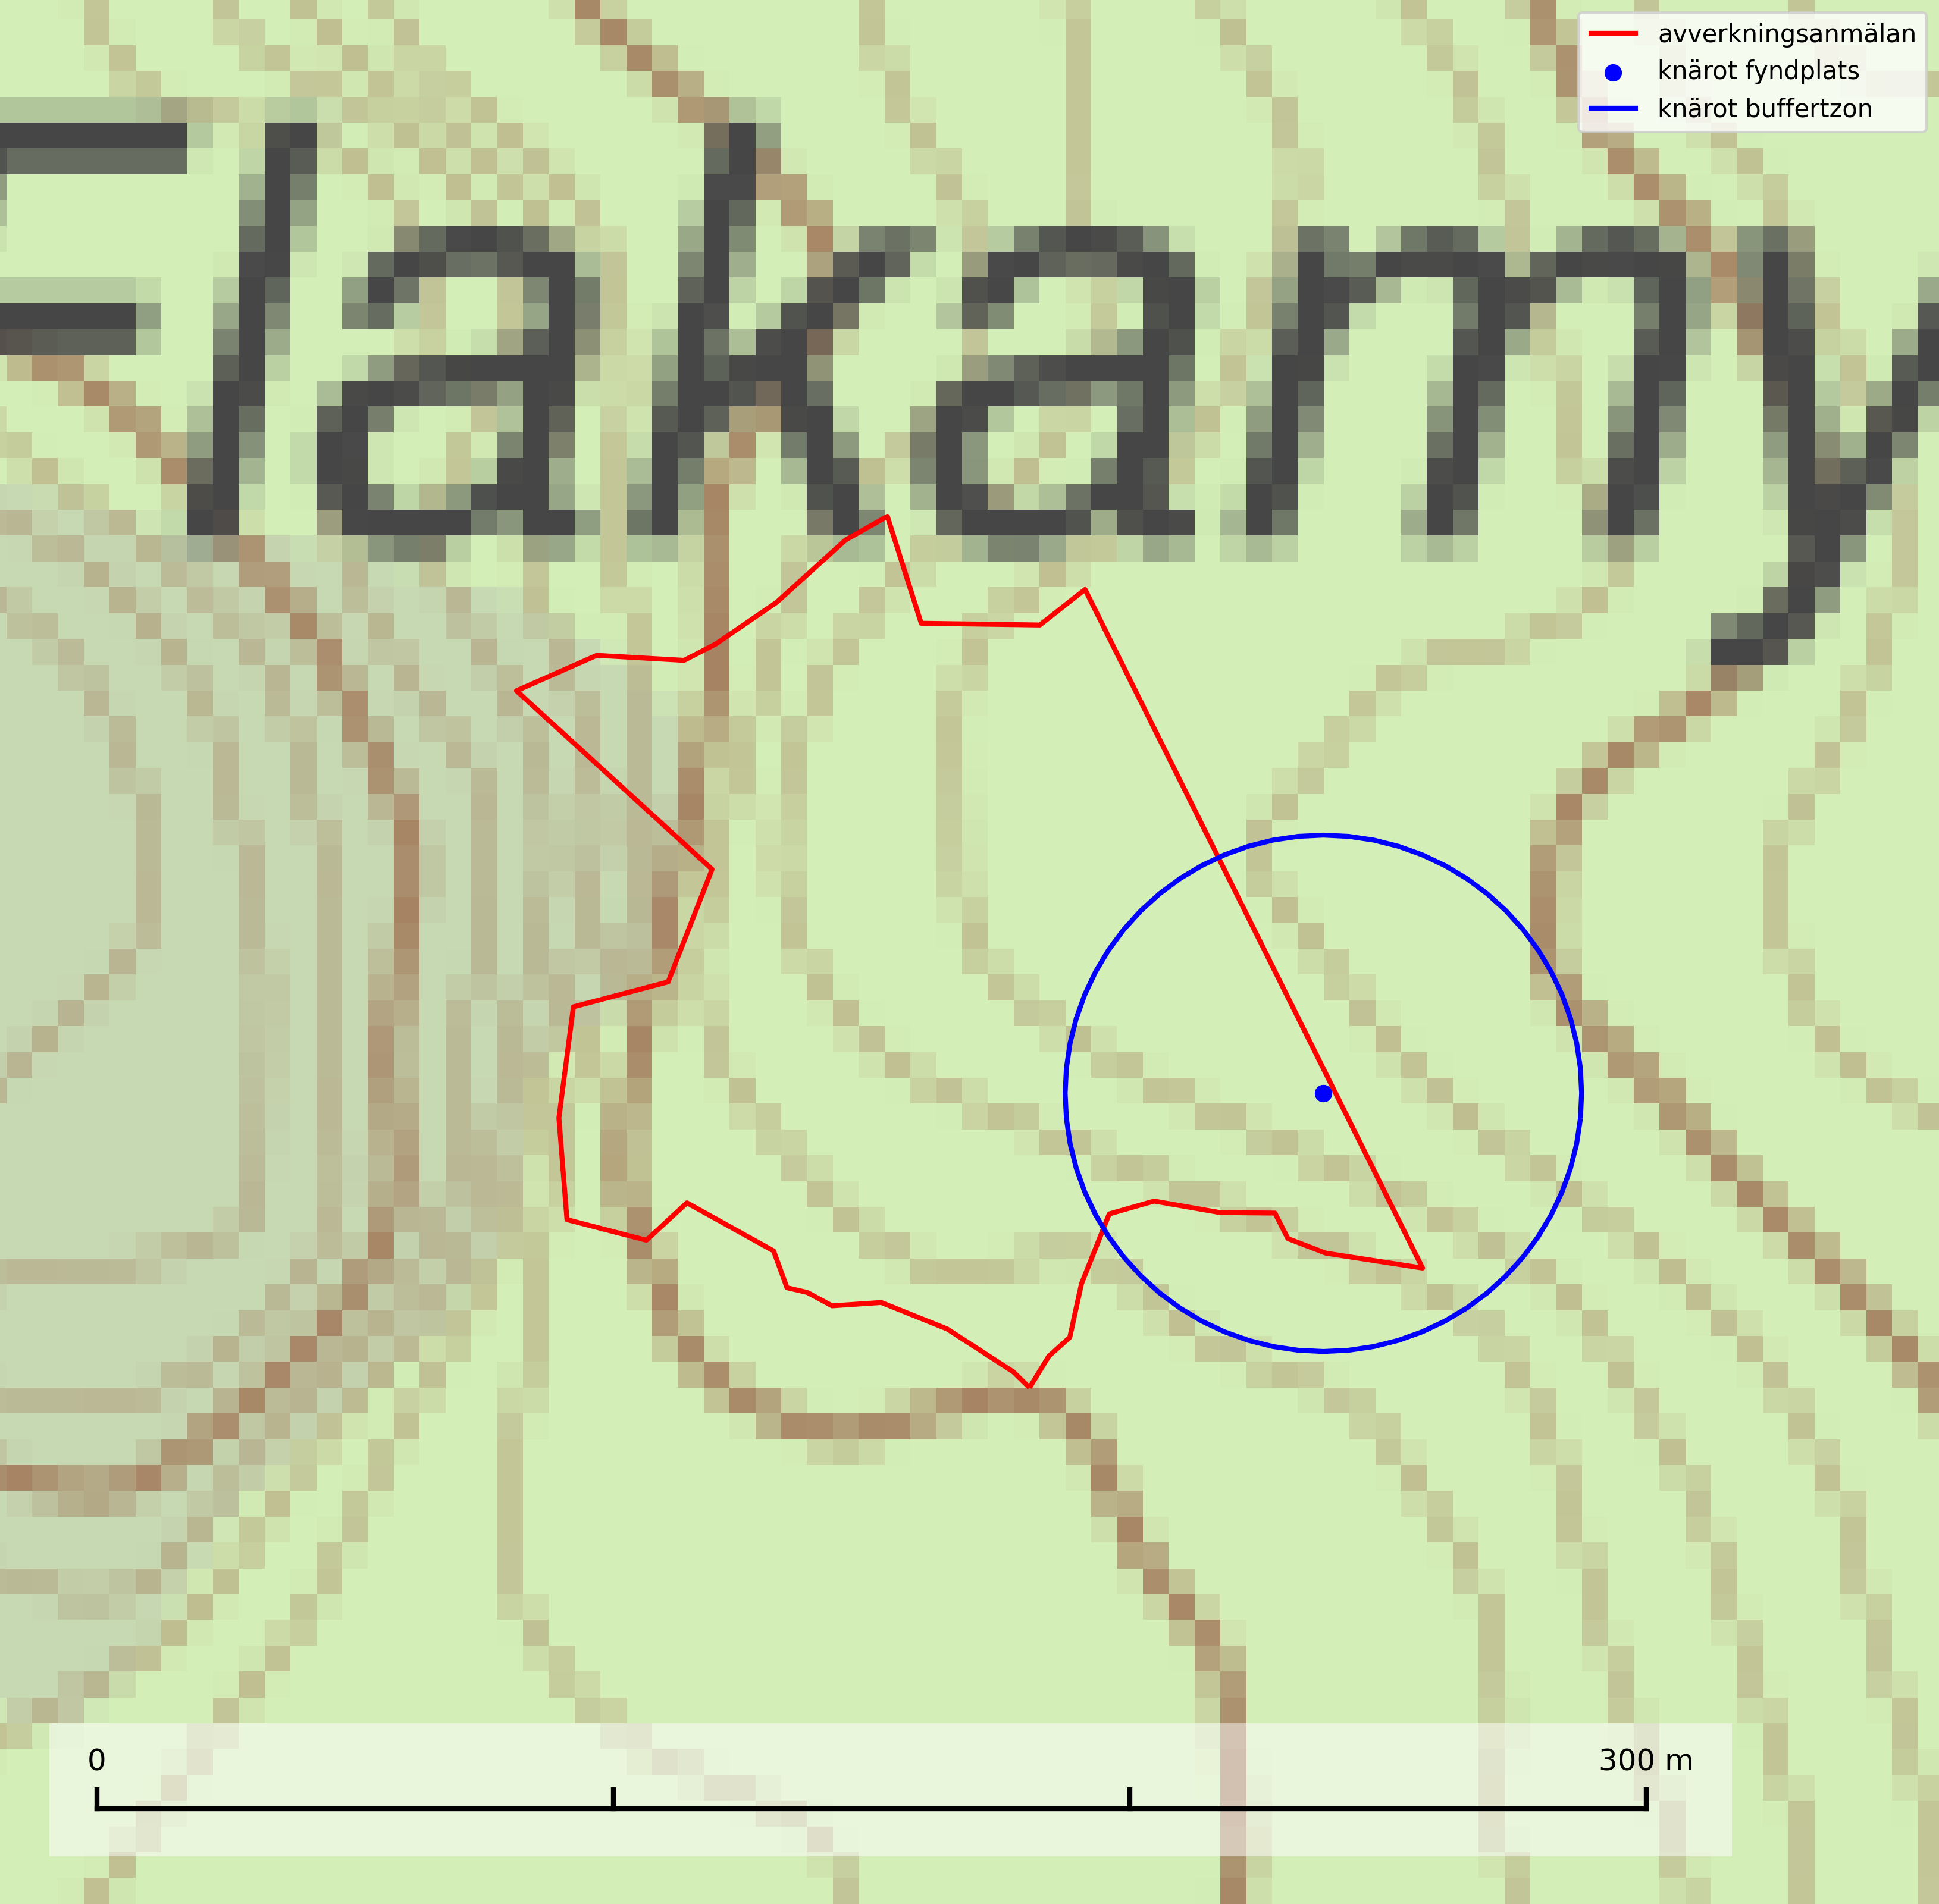 avverkningsanmälan
knärot fyndplats
knärot buffertzon
0 300 m